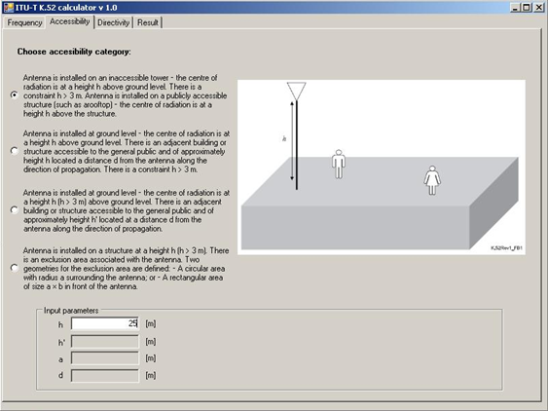 ITU-T K.52 calculator v 1.0
Frequency Accessibility Directivity Result
Choose accesibility category:
Antenna is installed on an inaccessible tower - the centre of
radiation is at a height h above ground level. There is a
constraint h > 3 m. Antenna is installed on a publicly accessible
structure (such as arooftop) - the centre of radiation is at a
height h above the structure.
Antenna is installed at ground level - the centre of radiation is at
a height h above ground level. There is an adjacent building or
structure accessible to the general public and of approximately
height h located a distance d from the antenna along the
direction of propagation. There is a constraint h > 3 m.
Antenna is installed at ground level - the centre of radiation is at
a height h (h > 3 m) above ground level. There is an adjacent
building or structure accessible to the general public and of
approximately height h' located at a distance d from the
antenna along the direction of propagation.
Antenna is installed on a structure at a height h (h > 3 m). There
is an exclusion area associated with the antenna. Two
geometries for the exclusion area are defined: - A circular area
with radius a surrounding the antenna; or - A rectangular area
of size a × b in front of the antenna.
h
Input parameters
h 25 [m]
h' [m]
a [m]
d [m]